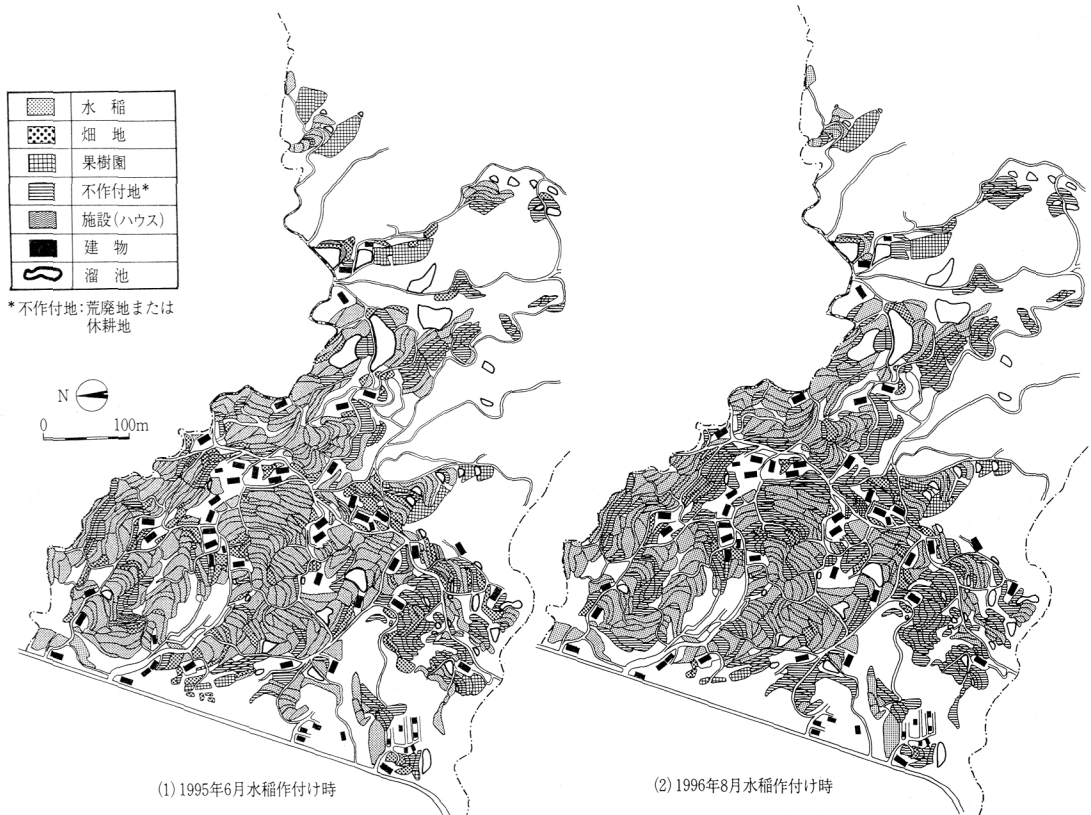 水稲
畑地
果樹園
不作付地*
施設(ハウス)
建物
溜池
*不作付地:荒廃地または
休耕地
N
0 100m
(1)1995年6月水稲作付け時
(2)1996年8月水稲作付け時